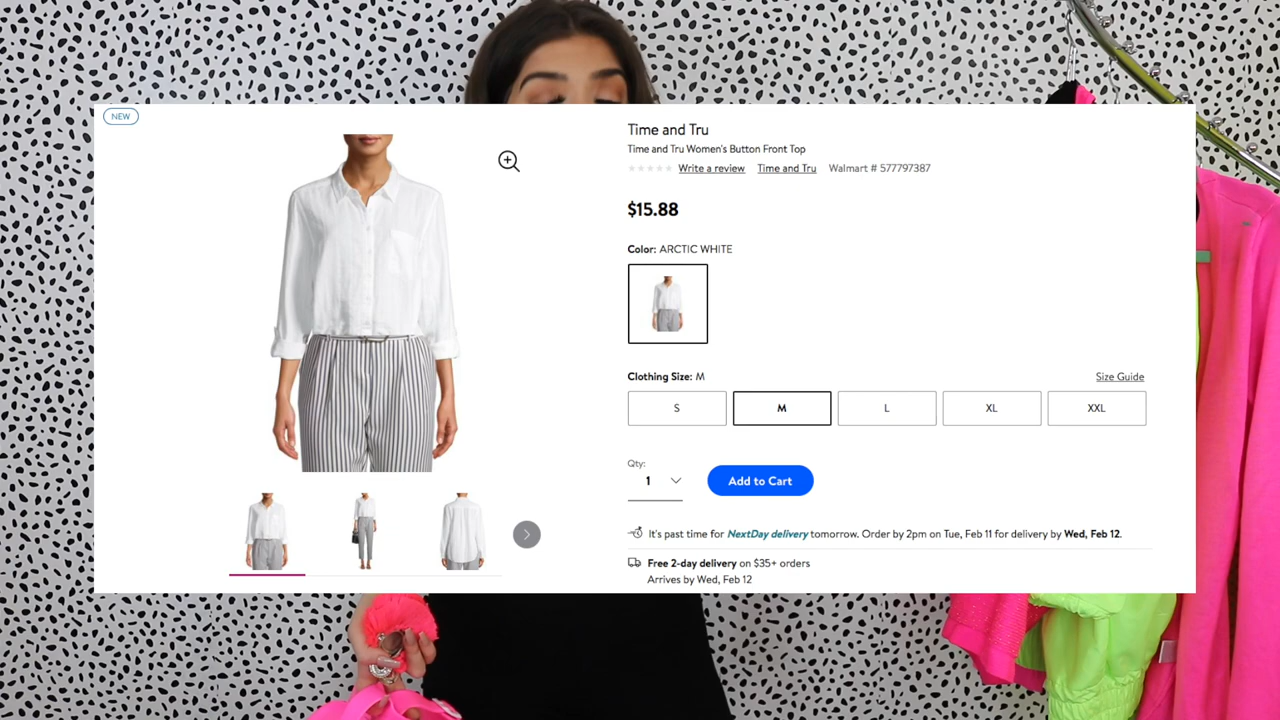 NEW
Time and Tru
Time and Tru Women's Button Front Top
Write a review Time and Tru Walmart # 577797387
$15.88
Color: ARCTIC WHITE
Clothing Size: M Size Guide
S M L XL XXL
Qty:
1 Add to Cart
It's past time for NextDay delivery tomorrow. Order by 2pm on Tue, Feb 11 for delivery by Wed, Feb 12.
Free 2-day delivery on $35+ orders
Arrives by Wed, Feb 12